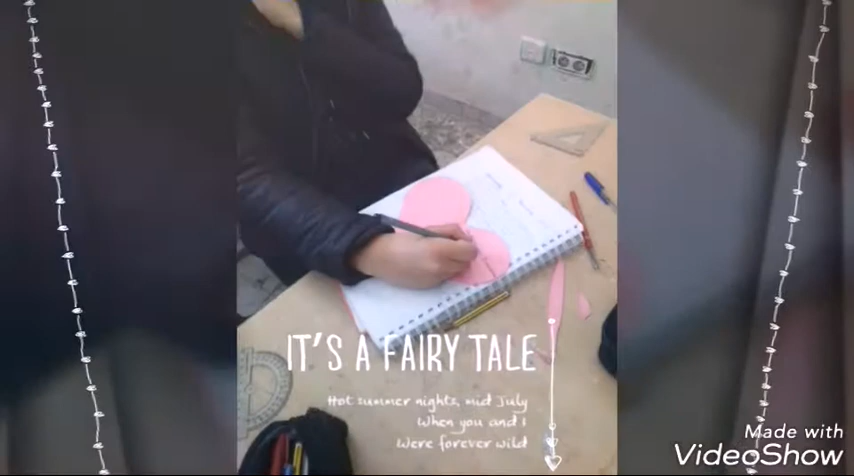 IT'S A FAIRY TALE
Hot summer nights, mid July
When you and I
Were forever wild
Made with
VideoShow